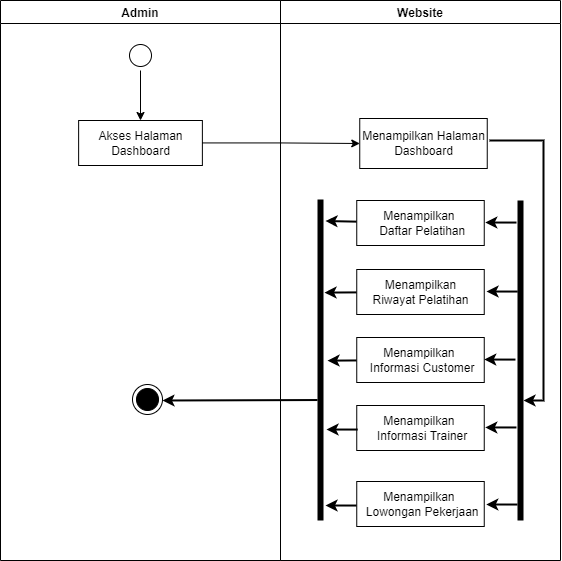 Admin
Website
Akses Halaman
Dashboard
Menampilkan Halaman
Dashboard
Menampilkan
Daftar Pelatihan
Menampilkan
Riwayat Pelatihan
Menampilkan
Informasi Customer
Menampilkan
Informasi Trainer
Menampilkan
Lowongan Pekerjaan